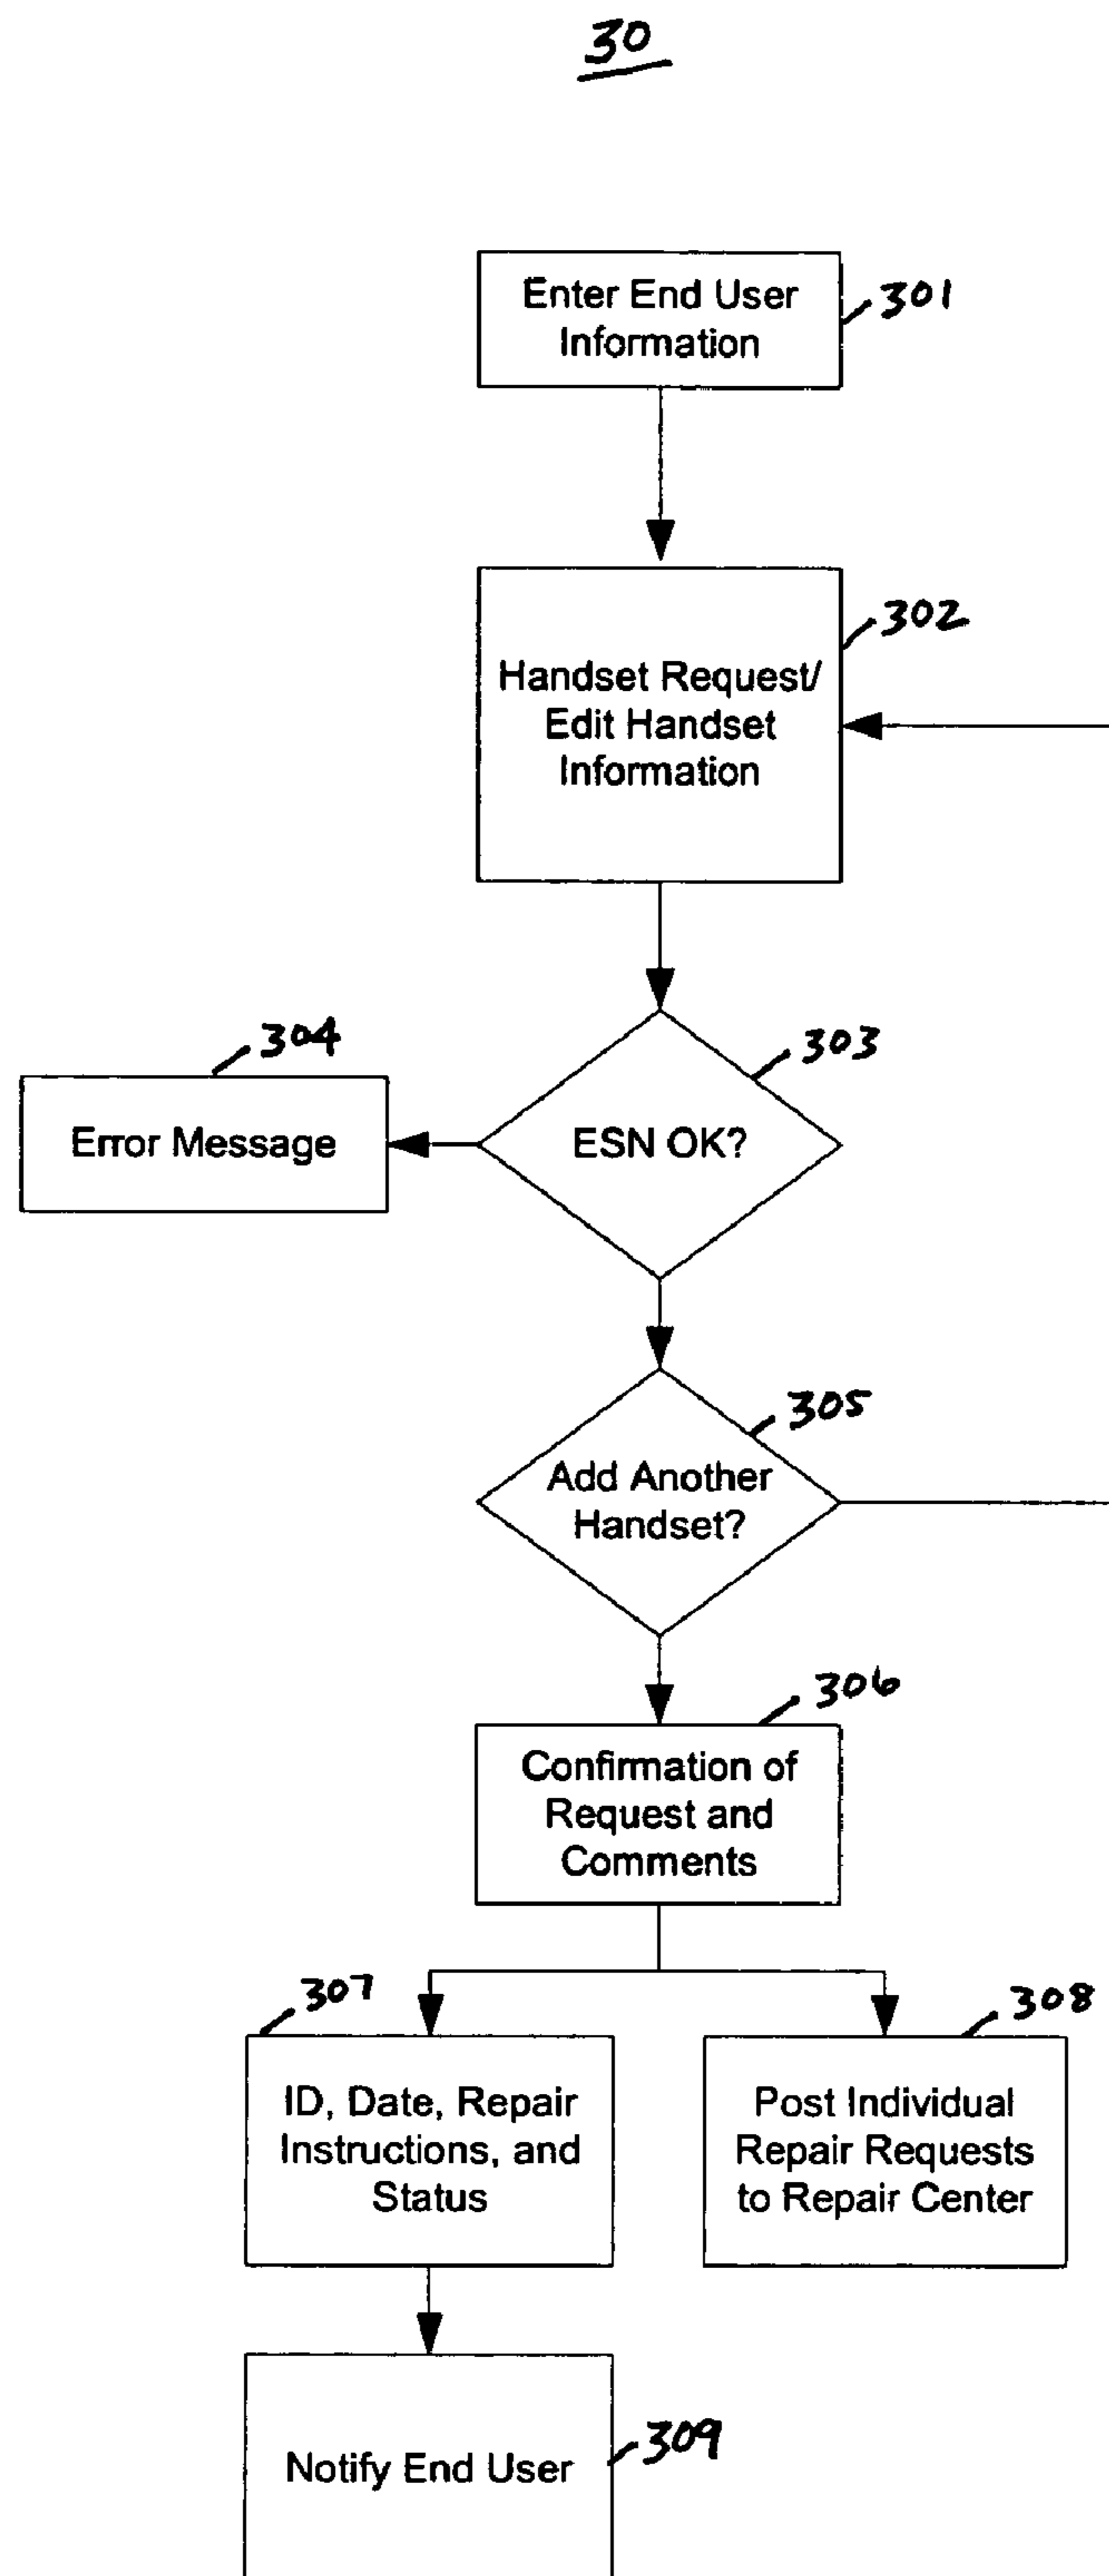 30
Enter End User
Information
301
302
Handset Request/
Edit Handset
Information
304
303
Error Message
ESN OK?
305
Add Another
Handset?
306
Confirmation of
Request and
Comments
307
308
ID, Date, Repair
Instructions, and
Status
Post Individual
Repair Requests
to Repair Center
309
Notify End User